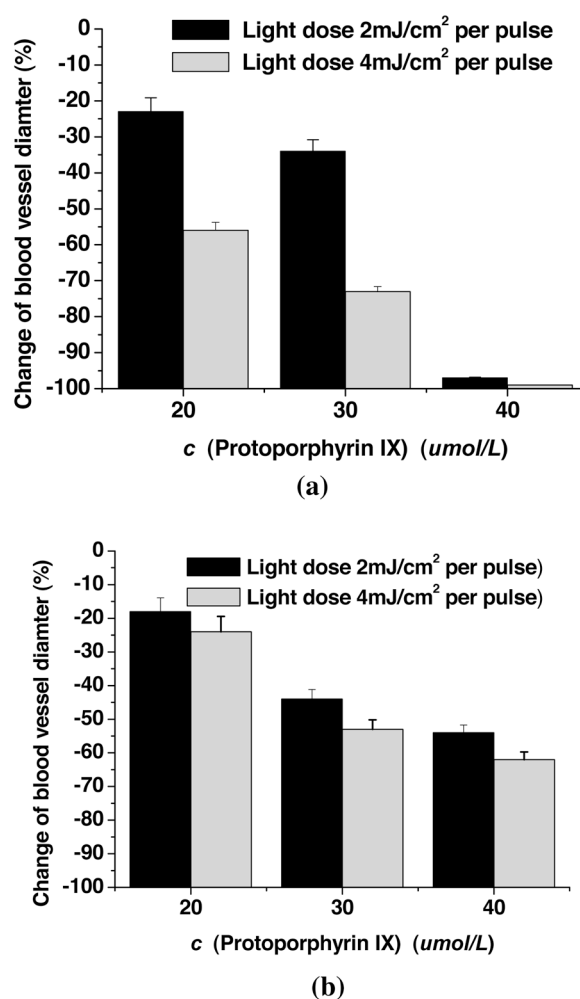 0
-10
-20
-30
-40
-50
-60
-70
-80
-90
-100
Change of blood vessel diamter (%)
Light dose 2mJ/cm² per pulse
Light dose 4mJ/cm² per pulse
20 30 40
c (Protoporphyrin IX) (umol/L)
(a)
0
-10
-20
-30
-40
-50
-60
-70
-80
-90
-100
Change of blood vessel diamter (%)
Light dose 2mJ/cm² per pulse)
Light dose 4mJ/cm² per pulse)
20 30 40
c (Protoporphyrin IX) (umol/L)
(b)